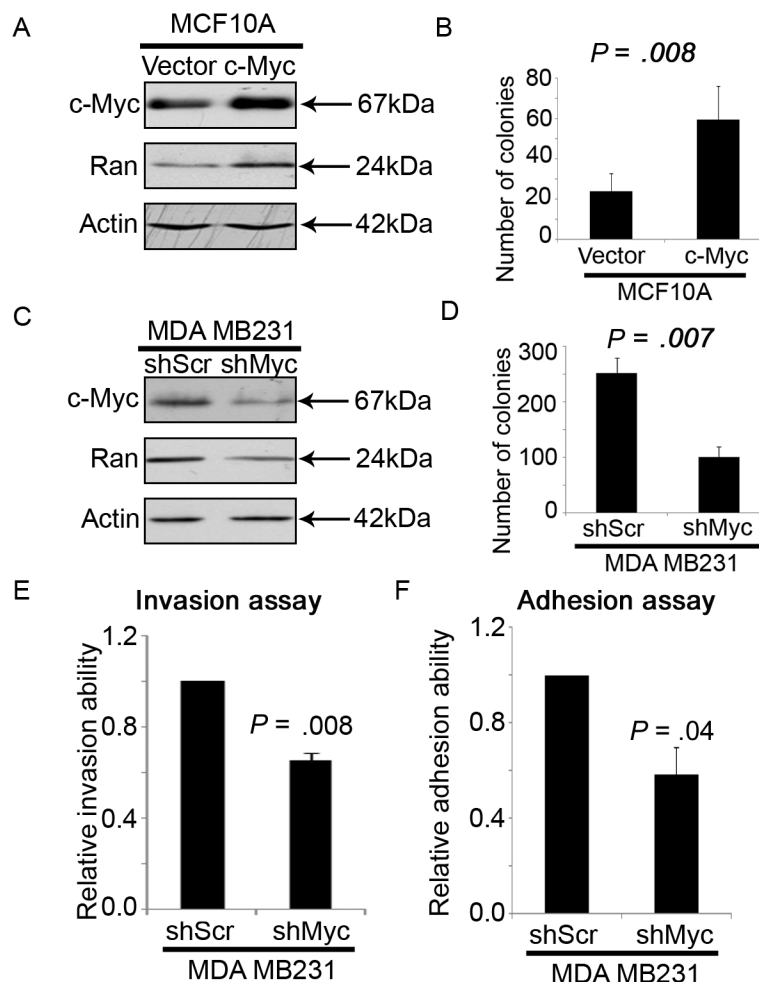 A
MCF10A
Vector c-Myc
c-Myc 67kDa
Ran 24kDa
Actin 42kDa
B
P = .008
Number of colonies
80
60
40
20
0
Vector c-Myc
MCF10A
C
MDA MB231
shScr shMyc
c-Myc 67kDa
Ran 24kDa
Actin 42kDa
D
P = .007
Number of colonies
300
200
100
0
shScr shMyc
MDA MB231
E
Invasion assay
Relative invasion ability
1.2
0.8
0.4
0.0
P = .008
shScr shMyc
MDA MB231
F
Adhesion assay
Relative adhesion ability
1.2
0.8
0.4
0.0
P = .04
shScr shMyc
MDA MB231